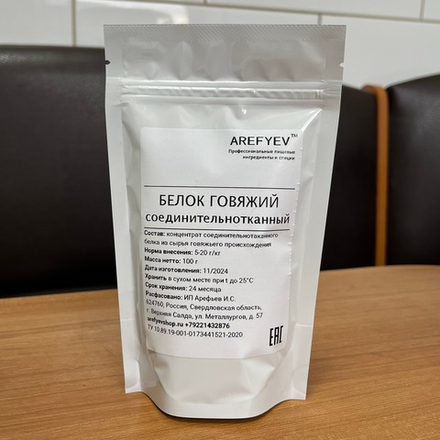 AREFYEV™
Профессиональные пищевые
ингредиенты и специи
БЕЛОК ГОВЯЖИЙ
соединительнотканный
Состав: концентрат соединительнотканного
белка из сырья говяжьего происхождения
Норма внесения: 5-20 г/кг
Масса нетто: 100 г
Дата изготовления: 11/2024
Хранить в сухом месте при t до 25°C
Срок хранения: 24 месяца
Расфасовано: ИП Арефьев И.С.
624760, Россия, Свердловская область,
г. Верхняя Салда, ул. Металлургов, д. 57
arefyevshop.ru +79221432876
ТУ 10.89.19-001-0173441521-2020
EAC